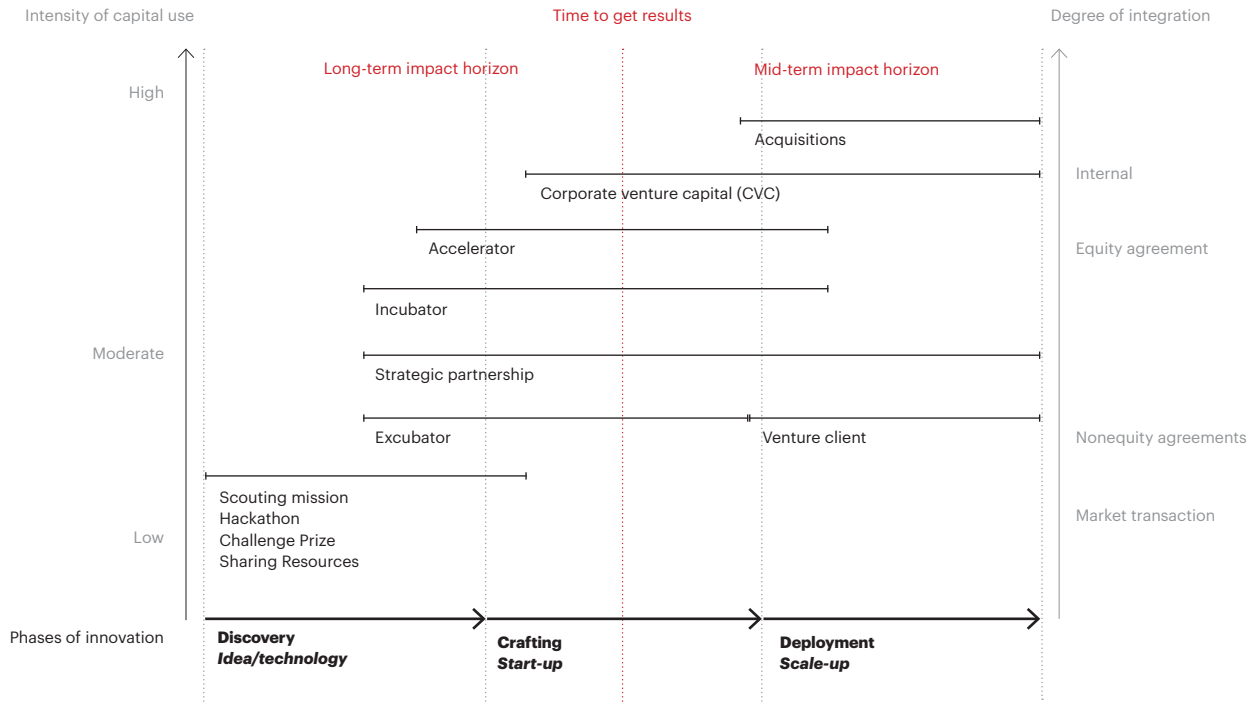 Intensity of capital use
Time to get results
Degree of integration
Long-term impact horizon
Mid-term impact horizon
High
Acquisitions
Internal
Corporate venture capital (CVC)
Accelerator
Equity agreement
Incubator
Moderate
Strategic partnership
Excubator
Venture client
Nonequity agreements
Scouting mission
Hackathon
Challenge Prize
Sharing Resources
Market transaction
Low
Phases of innovation
Discovery
Idea/technology
Crafting
Start-up
Deployment
Scale-up